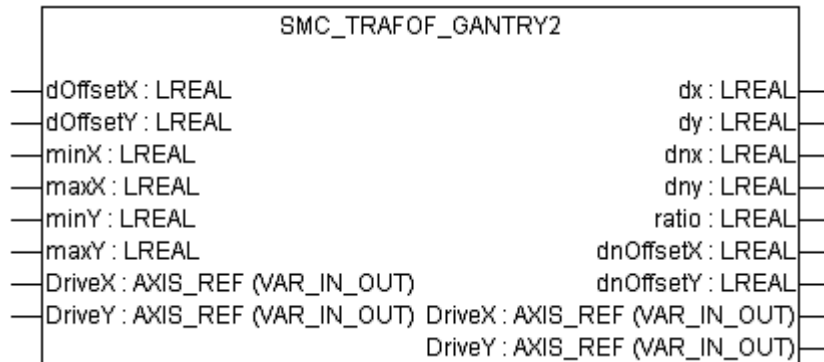 SMC_TRAFOF_GANTRY2
dOffsetX : LREAL dx : LREAL
dOffsetY : LREAL dy : LREAL
minX : LREAL dnx : LREAL
maxX : LREAL dny : LREAL
minY : LREAL ratio : LREAL
maxY : LREAL dnOffsetX : LREAL
DriveX : AXIS_REF (VAR_IN_OUT) dnOffsetY : LREAL
DriveY : AXIS_REF (VAR_IN_OUT) DriveX : AXIS_REF (VAR_IN_OUT)
DriveY : AXIS_REF (VAR_IN_OUT)